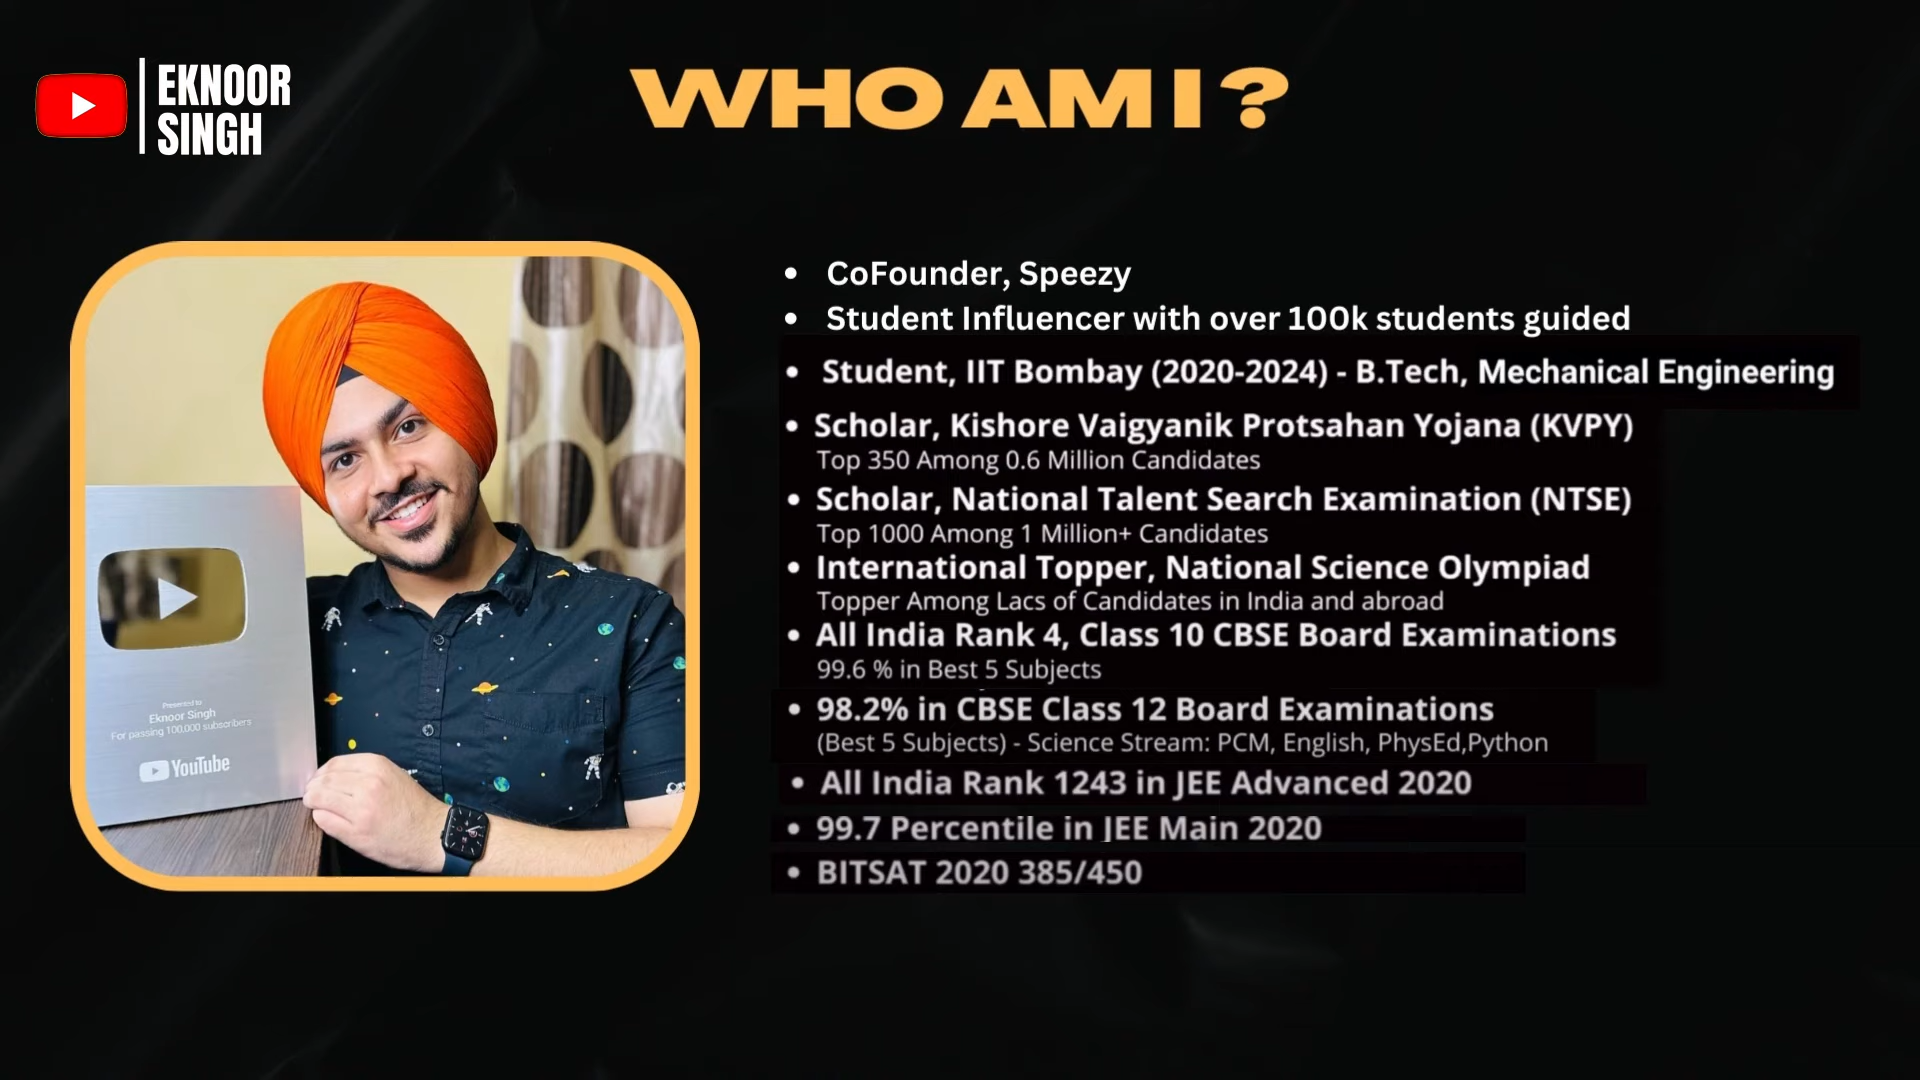 EKNOOR
SINGH
WHO AM I ?
• CoFounder, Speezy
• Student Influencer with over 100k students guided
• Student, IIT Bombay (2020-2024) - B.Tech, Mechanical Engineering
• Scholar, Kishore Vaigyanik Protsahan Yojana (KVPY)
Top 350 Among 0.6 Million Candidates
• Scholar, National Talent Search Examination (NTSE)
Top 1000 Among 1 Million+ Candidates
• International Topper, National Science Olympiad
Topper Among Lacs of Candidates in India and abroad
• All India Rank 4, Class 10 CBSE Board Examinations
99.6 % in Best 5 Subjects
• 98.2% in CBSE Class 12 Board Examinations
(Best 5 Subjects) - Science Stream: PCM, English, PhysEd,Python
• All India Rank 1243 in JEE Advanced 2020
• 99.7 Percentile in JEE Main 2020
• BITSAT 2020 385/450
Presented to
Eknoor Singh
For passing 100,000 subscribers
YouTube